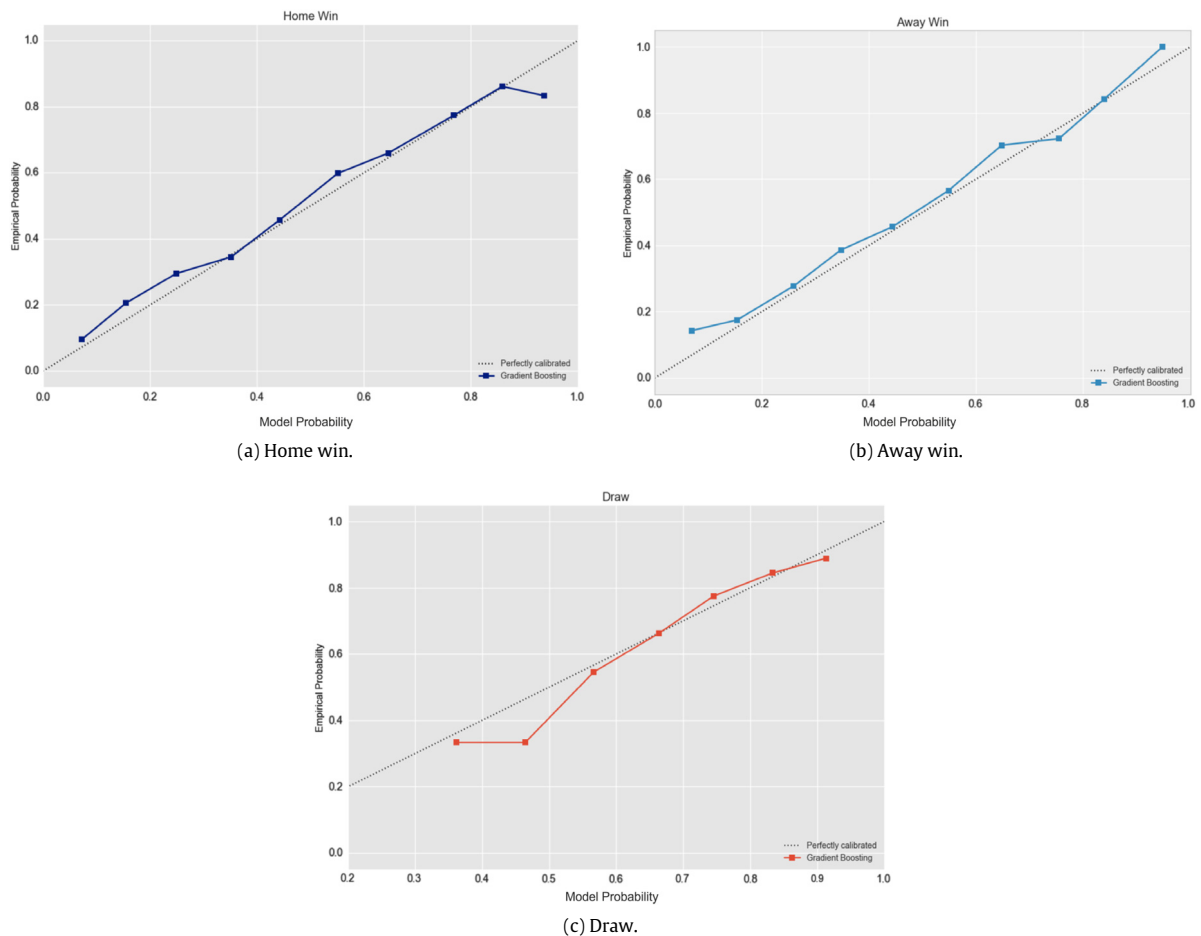 Home Win
1.0
0.8
0.6
0.4
0.2
0.0
Empirical Probability
Perfectly calibrated
Gradient Boosting
0.0 0.2 0.4 0.6 0.8 1.0
Model Probability
(a) Home win.
Away Win
1.0
0.8
0.6
0.4
0.2
0.0
Empirical Probability
Perfectly calibrated
Gradient Boosting
0.0 0.2 0.4 0.6 0.8 1.0
Model Probability
(b) Away win.
Draw
1.0
0.8
0.6
0.4
0.2
0.0
Empirical Probability
Perfectly calibrated
Gradient Boosting
0.2 0.3 0.4 0.5 0.6 0.7 0.8 0.9 1.0
Model Probability
(c) Draw.